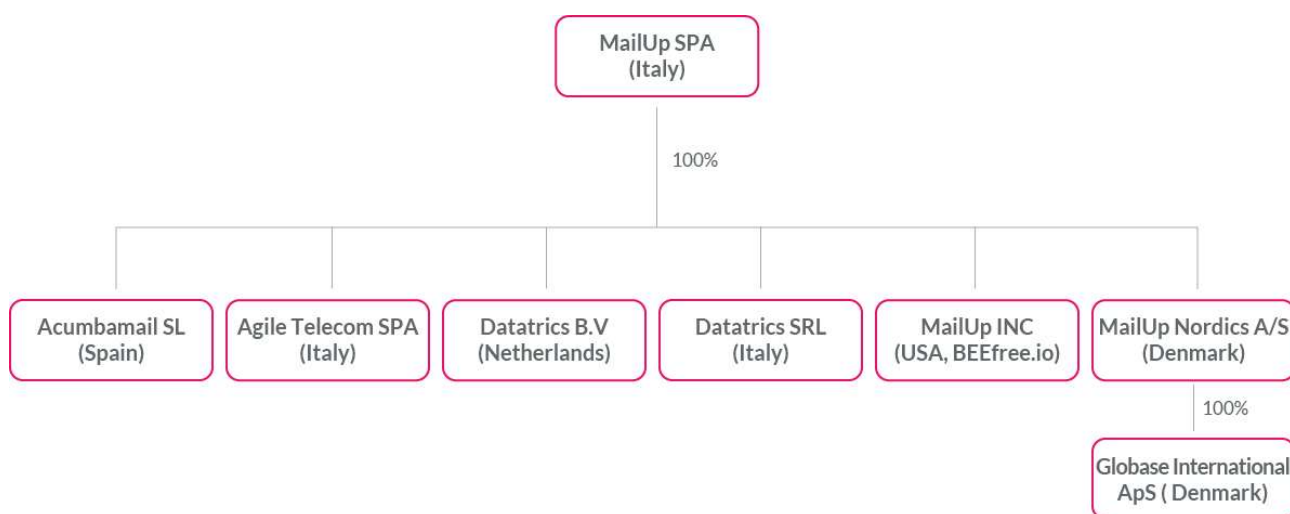 MailUp SPA
(Italy)
100%
Acumbamail SL
(Spain)
Agile Telecom SPA
(Italy)
Datatrics B.V
(Netherlands)
Datatrics SRL
(Italy)
MailUp INC
(USA, BEEfree.io)
MailUp Nordics A/S
(Denmark)
100%
Globase International
ApS ( Denmark)